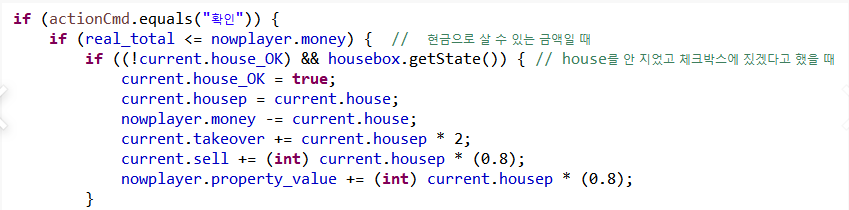 if (actionCmd.equals("확인")) {
if (real_total <= nowplayer.money) { // 현금으로 살 수 있는 금액일 때
if ((!current.house_OK) && housebox.getState()) { // house를 안 지었고 체크박스에 짓겠다고 했을 때
current.house_OK = true;
current.housep = current.house;
nowplayer.money -= current.house;
current.takeover += current.housep * 2;
current.sell += (int) current.housep * (0.8);
nowplayer.property_value += (int) current.housep * (0.8);
}